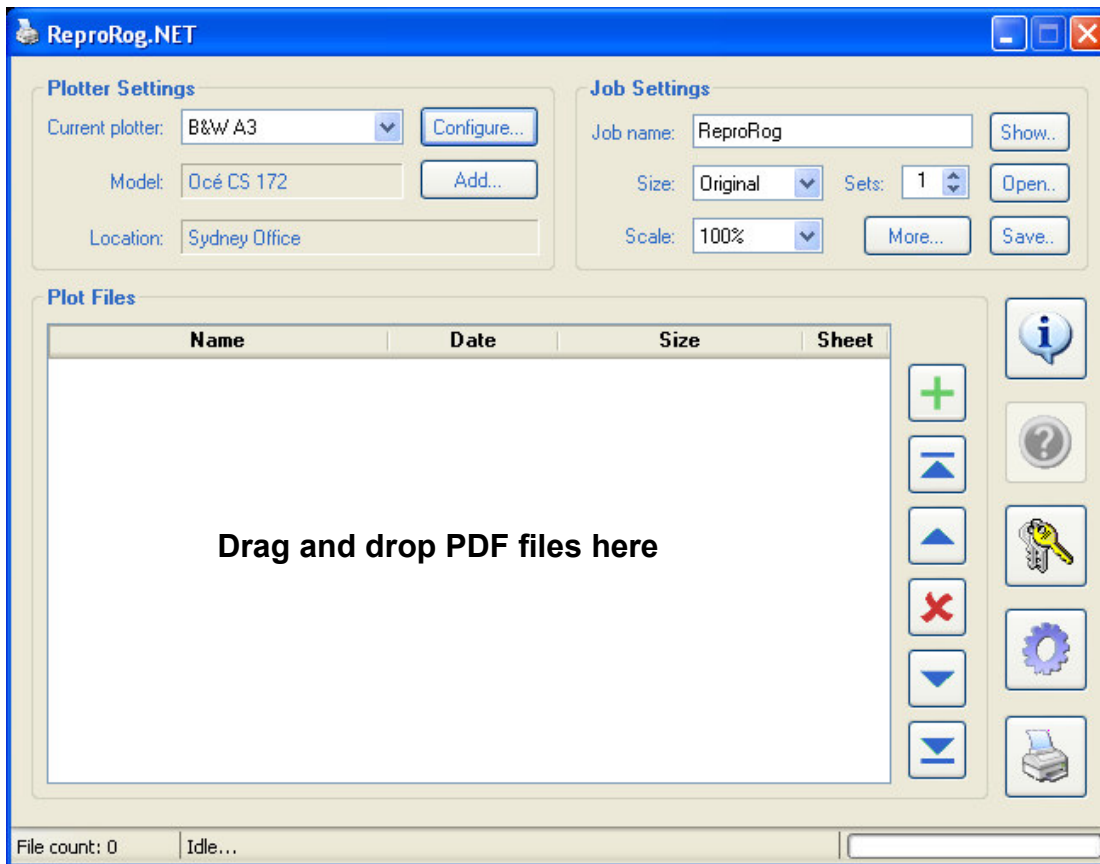 ReproRog.NET
Plotter Settings
Current plotter: B&W A3 Configure...
Model: Océ CS 172 Add...
Location: Sydney Office
Job Settings
Job name: ReproRog Show..
Size: Original Sets: 1 Open..
Scale: 100% More... Save..
Plot Files
Name Date Size Sheet
Drag and drop PDF files here
File count: 0 Idle...